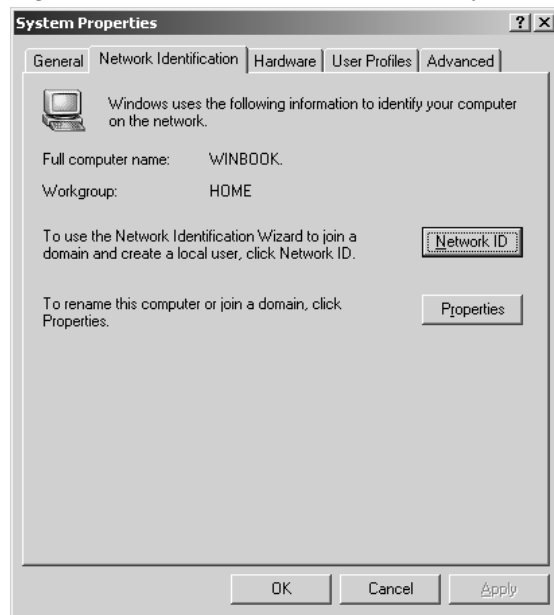 System Properties
? X
General Network Identification Hardware User Profiles Advanced
Windows uses the following information to identify your computer
on the network.
Full computer name: WINBOOK.
Workgroup: HOME
To use the Network Identification Wizard to join a
domain and create a local user, click Network ID.
Network ID
To rename this computer or join a domain, click
Properties.
Properties
OK Cancel Apply